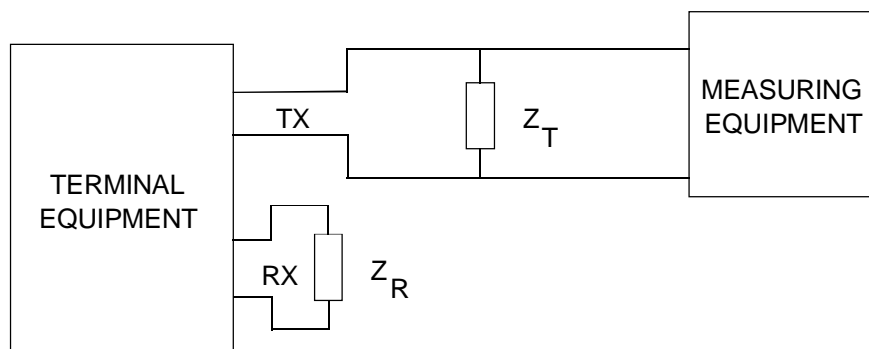 MEASURING
EQUIPMENT
TX
Z T
TERMINAL
EQUIPMENT
RX
Z R